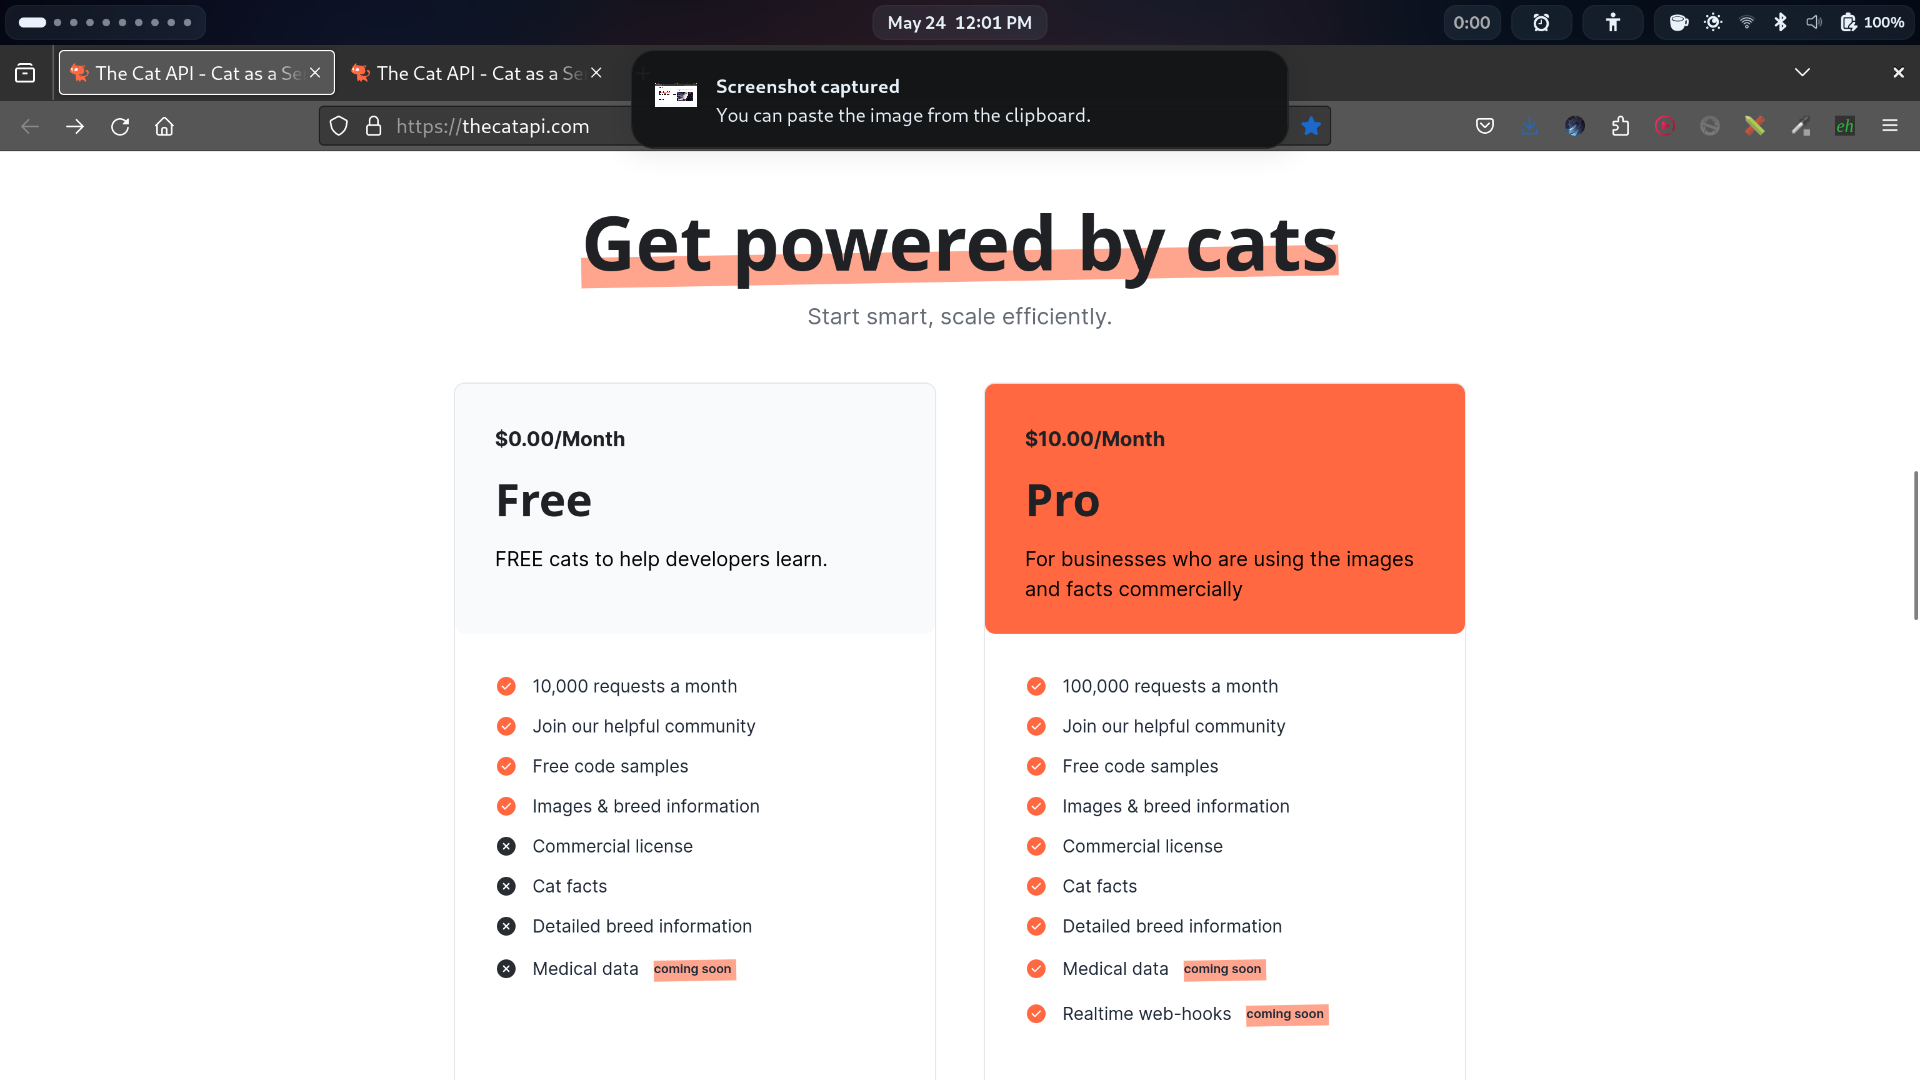 May 24 12:01 PM
0:00
100%
The Cat API - Cat as a Se
The Cat API - Cat as a Se
Screenshot captured
You can paste the image from the clipboard.
https://thecatapi.com
eh
Get powered by cats
Start smart, scale efficiently.
$0.00/Month
Free
FREE cats to help developers learn.
10,000 requests a month
Join our helpful community
Free code samples
Images & breed information
Commercial license
Cat facts
Detailed breed information
Medical data coming soon
$10.00/Month
Pro
For businesses who are using the images
and facts commercially
100,000 requests a month
Join our helpful community
Free code samples
Images & breed information
Commercial license
Cat facts
Detailed breed information
Medical data coming soon
Realtime web-hooks coming soon